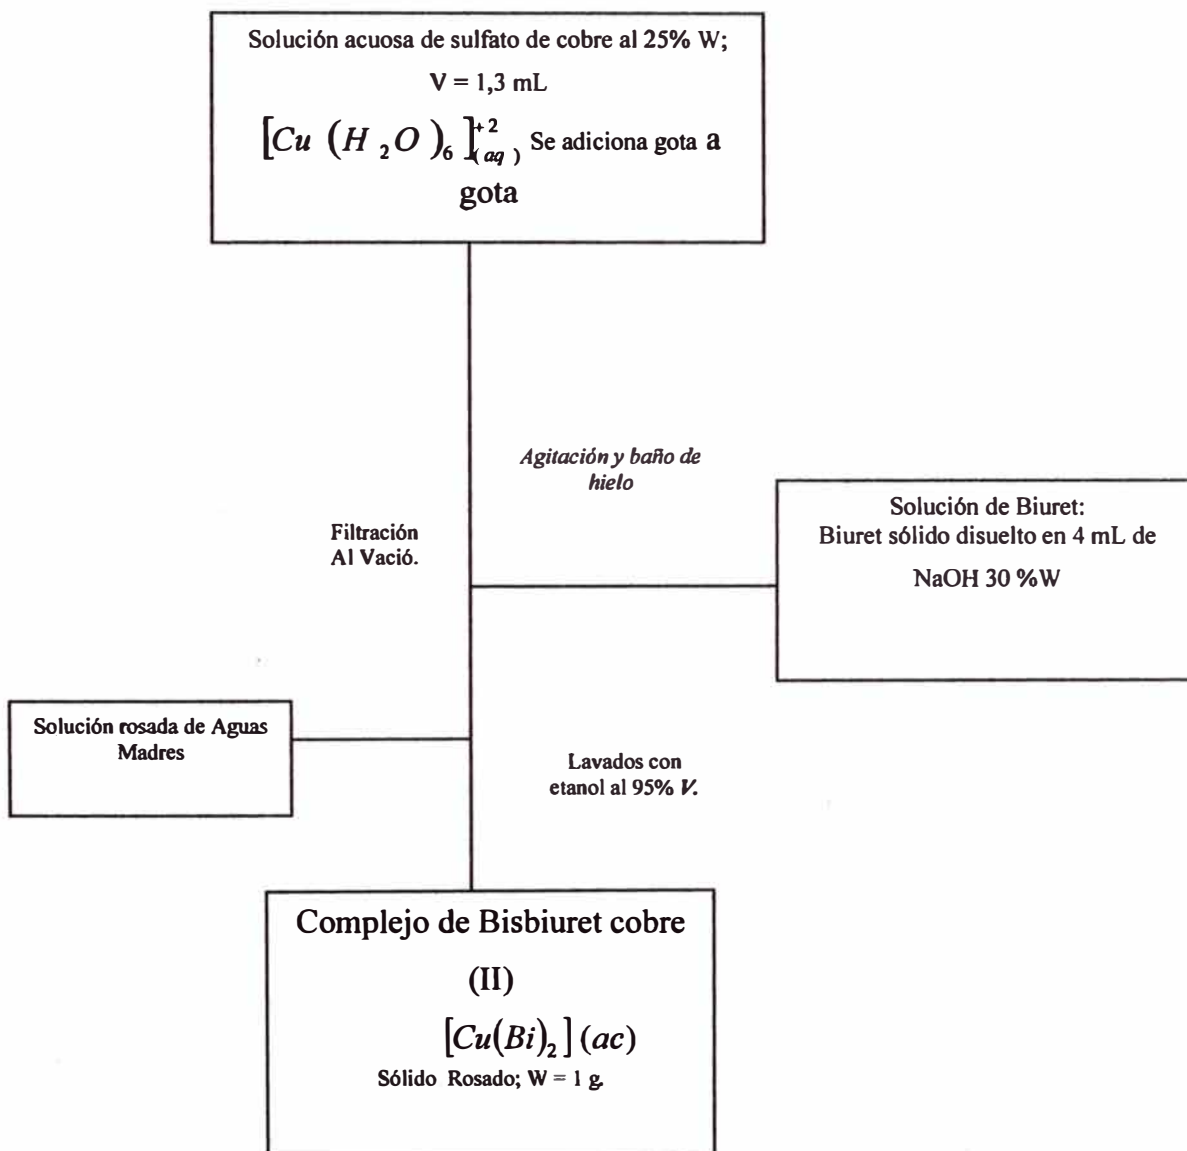 Solución acuosa de sulfato de cobre al 25% W;
V = 1,3 mL
[Cu (H₂O)₆]⁺²(aq) Se adiciona gota a
gota
Agitación y baño de
hielo
Solución de Biuret:
Biuret sólido disuelto en 4 mL de
NaOH 30 %W
Filtración
Al Vació.
Solución rosada de Aguas
Madres
Lavados con
etanol al 95% V.
Complejo de Bisbiuret cobre
(II)
[Cu(Bi)₂] (ac)
Sólido Rosado; W = 1 g.